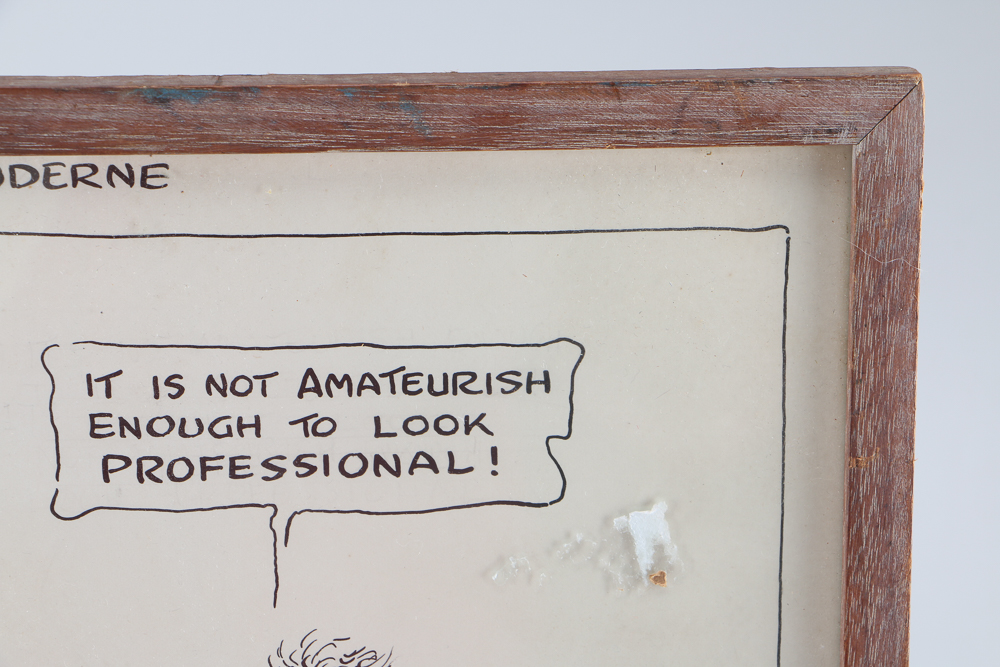 ODERNE
IT IS NOT AMATEURISH
ENOUGH TO LOOK
PROFESSIONAL!